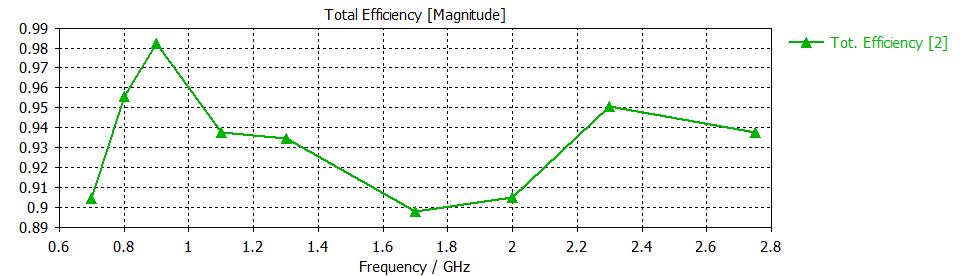 Total Efficiency [Magnitude]
0.99
0.98
0.97
0.96
0.95
0.94
0.93
0.92
0.91
0.9
0.89
0.6 0.8 1 1.2 1.4 1.6 1.8 2 2.2 2.4 2.6 2.8
Frequency / GHz
Tot. Efficiency [2]